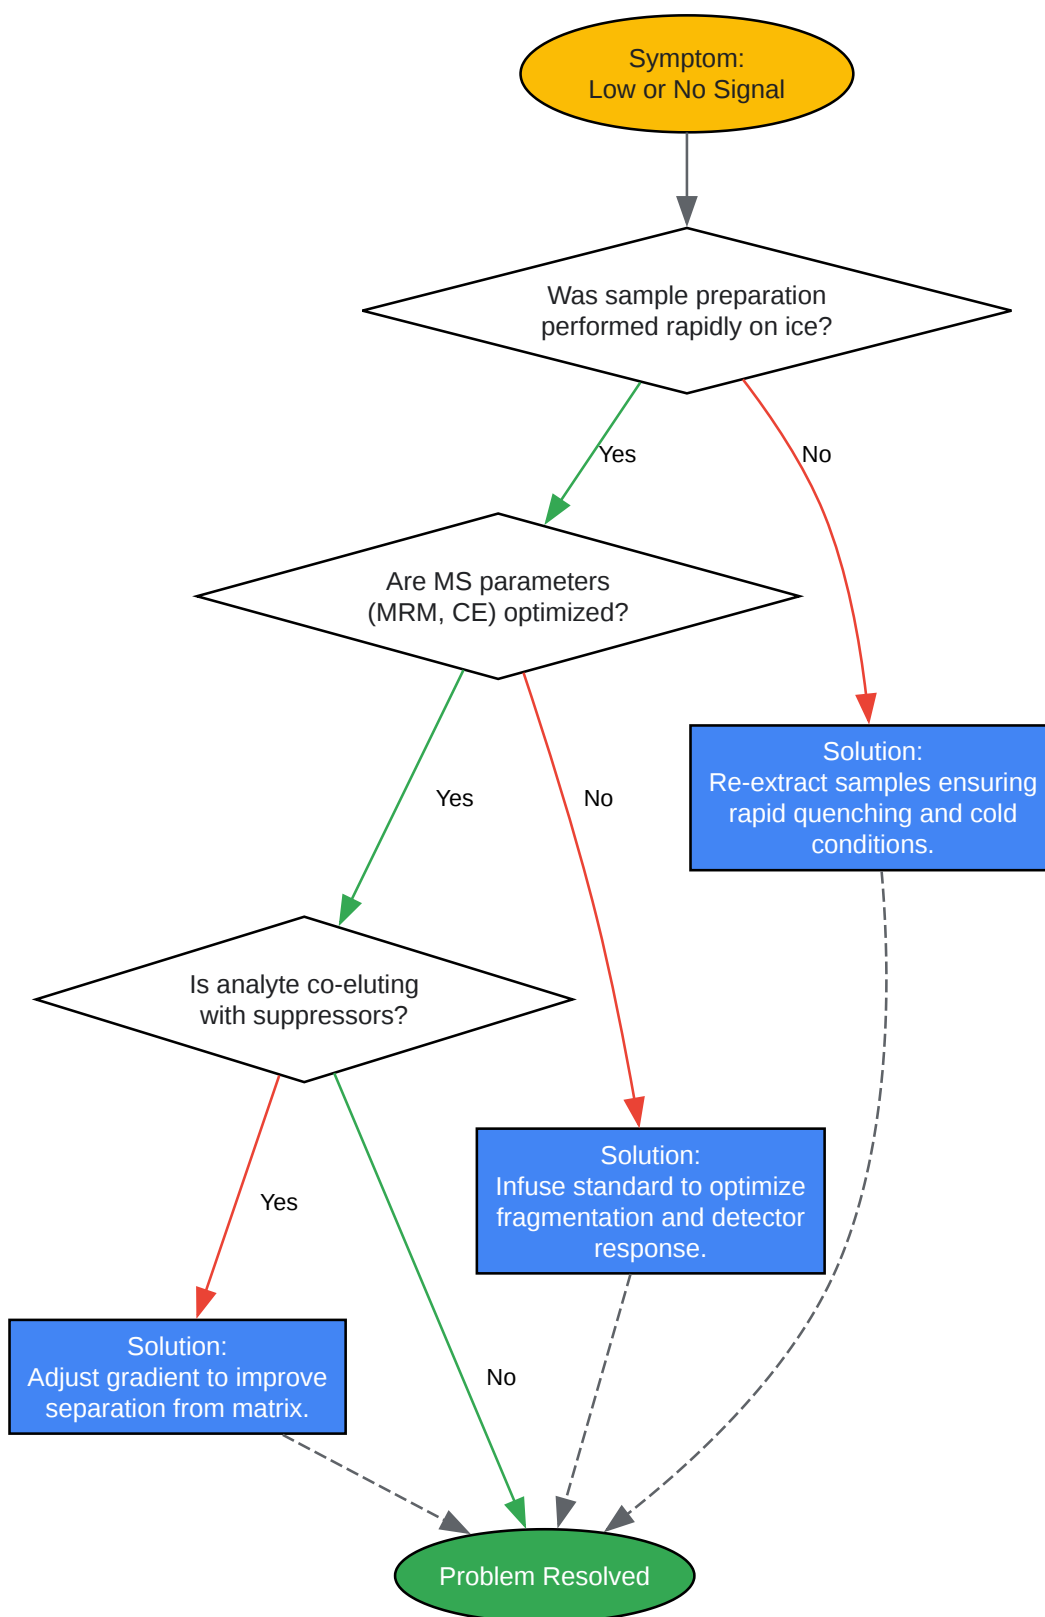 Symptom:
Low or No Signal
Was sample preparation
performed rapidly on ice?
Yes
No
Are MS parameters
(MRM, CE) optimized?
Yes
No
Solution:
Re-extract samples ensuring
rapid quenching and cold
conditions.
Is analyte co-eluting
with suppressors?
Yes
No
Solution:
Infuse standard to optimize
fragmentation and detector
response.
Solution:
Adjust gradient to improve
separation from matrix.
Problem Resolved